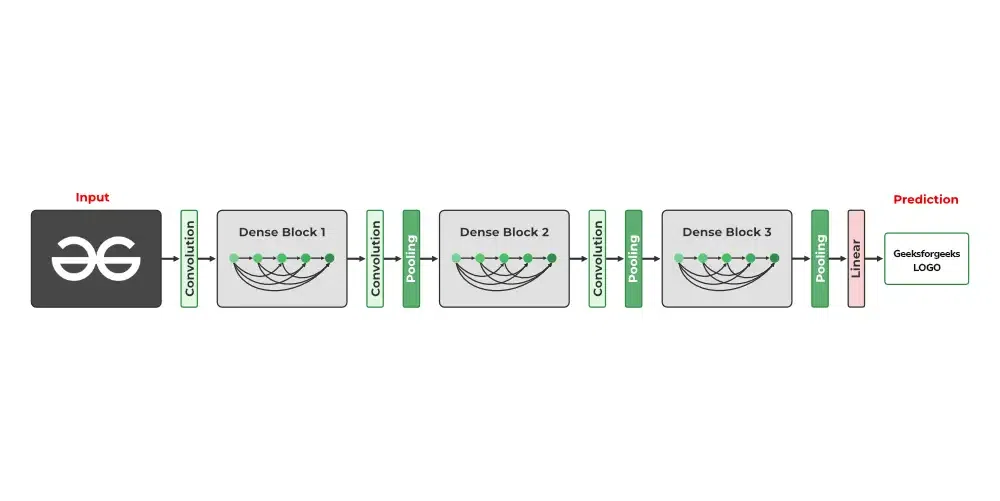 Input
Convolution
Dense Block 1
Convolution
Pooling
Dense Block 2
Convolution
Pooling
Dense Block 3
Pooling
Linear
Prediction
Geeksforgeeks
LOGO